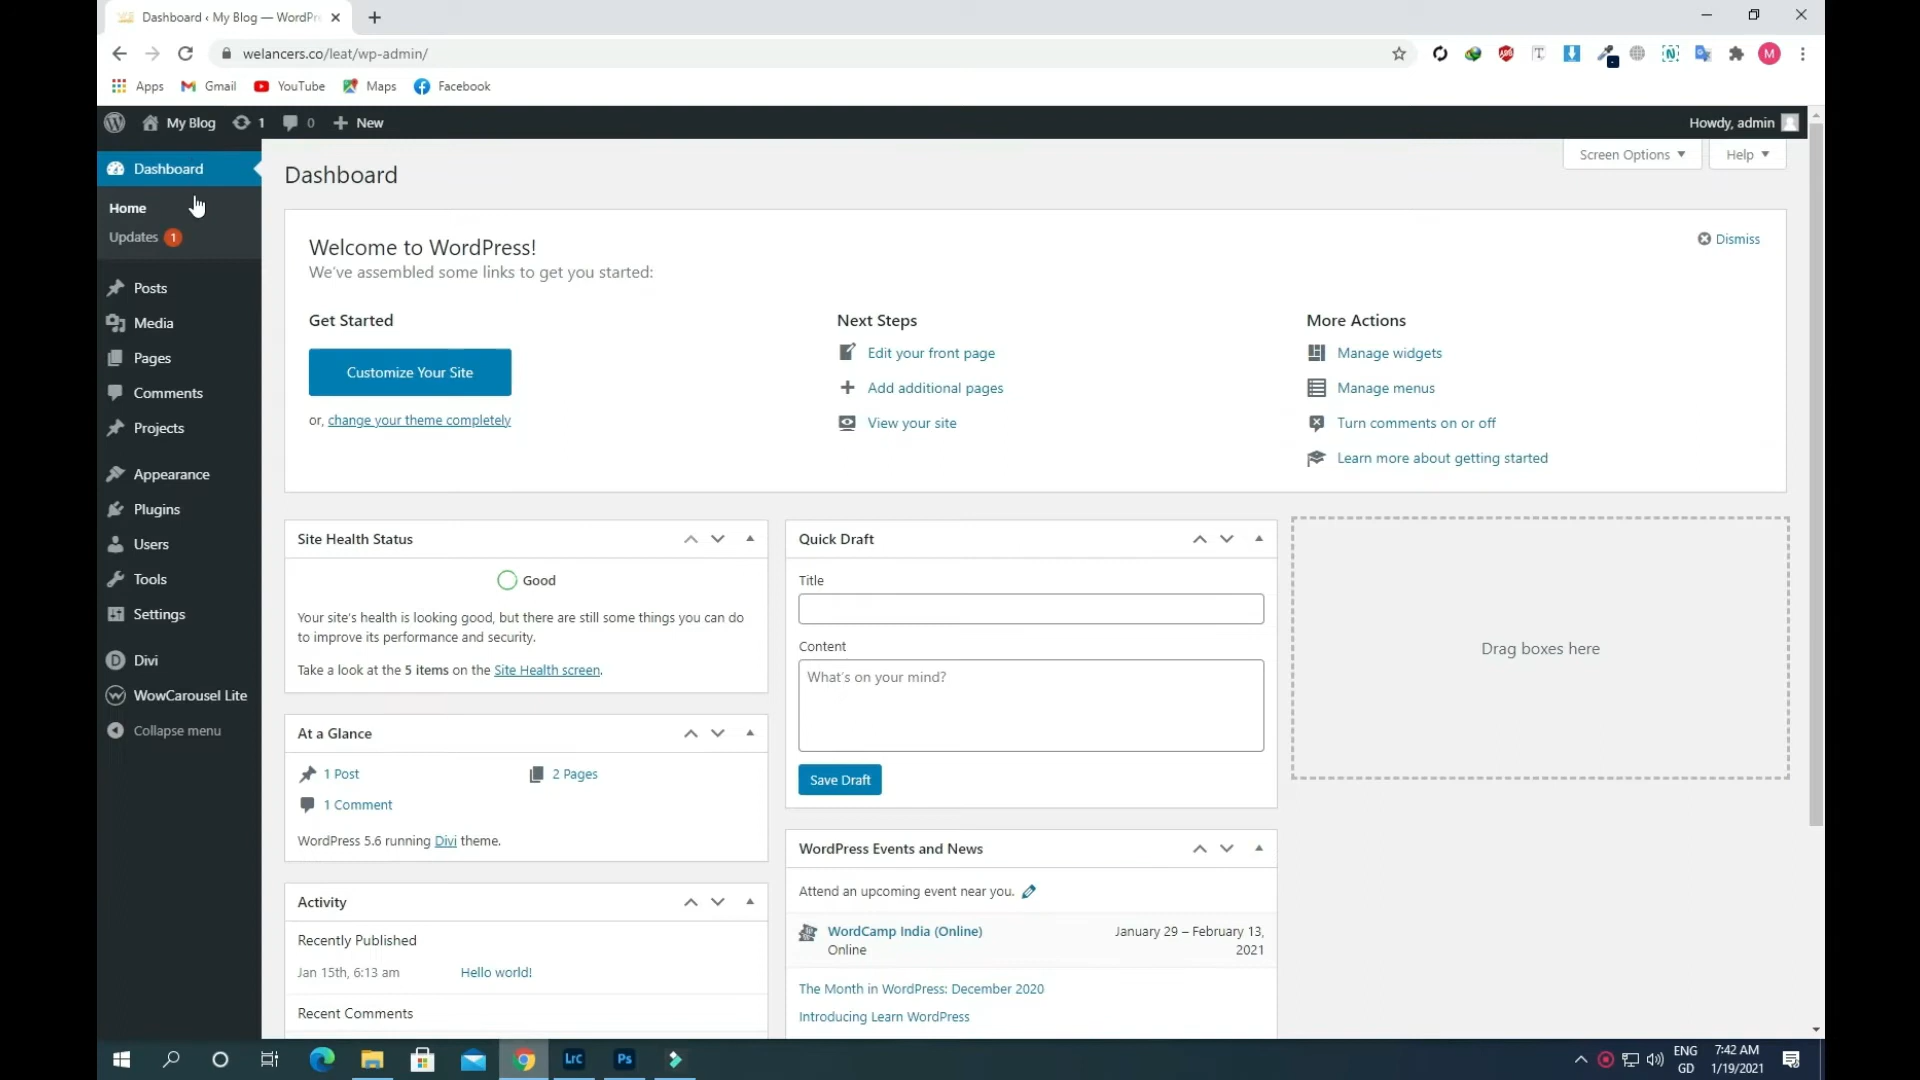 Dashboard ‹ My Blog — WordPr
welancers.co/leat/wp-admin/
Apps
Gmail
YouTube
Maps
Facebook
My Blog
1
0
New
Howdy, admin
Dashboard
Home
Updates 1
Posts
Media
Pages
Comments
Projects
Appearance
Plugins
Users
Tools
Settings
Divi
WowCarousel Lite
Collapse menu
Dashboard
Screen Options
Help
Welcome to WordPress!
We've assembled some links to get you started:
Dismiss
Get Started
Customize Your Site
or, change your theme completely
Next Steps
Edit your front page
Add additional pages
View your site
More Actions
Manage widgets
Manage menus
Turn comments on or off
Learn more about getting started
Site Health Status
Good
Your site's health is looking good, but there are still some things you can do
to improve its performance and security.
Take a look at the 5 items on the Site Health screen.
At a Glance
1 Post
2 Pages
1 Comment
WordPress 5.6 running Divi theme.
Activity
Recently Published
Jan 15th, 6:13 am
Hello world!
Recent Comments
Quick Draft
Title
Content
What's on your mind?
Save Draft
WordPress Events and News
Attend an upcoming event near you.
WordCamp India (Online)
Online
January 29 – February 13,
2021
The Month in WordPress: December 2020
Introducing Learn WordPress
Drag boxes here
M
Lrc
Ps
ENG
GD
7:42 AM
1/19/2021